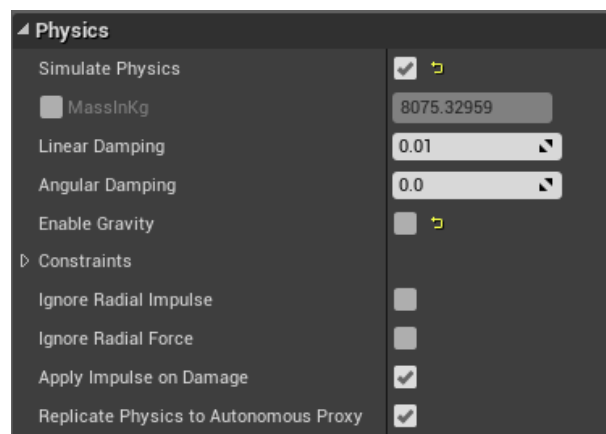 Physics
Simulate Physics
MassInKg 8075.32959
Linear Damping 0.01
Angular Damping 0.0
Enable Gravity
Constraints
Ignore Radial Impulse
Ignore Radial Force
Apply Impulse on Damage
Replicate Physics to Autonomous Proxy